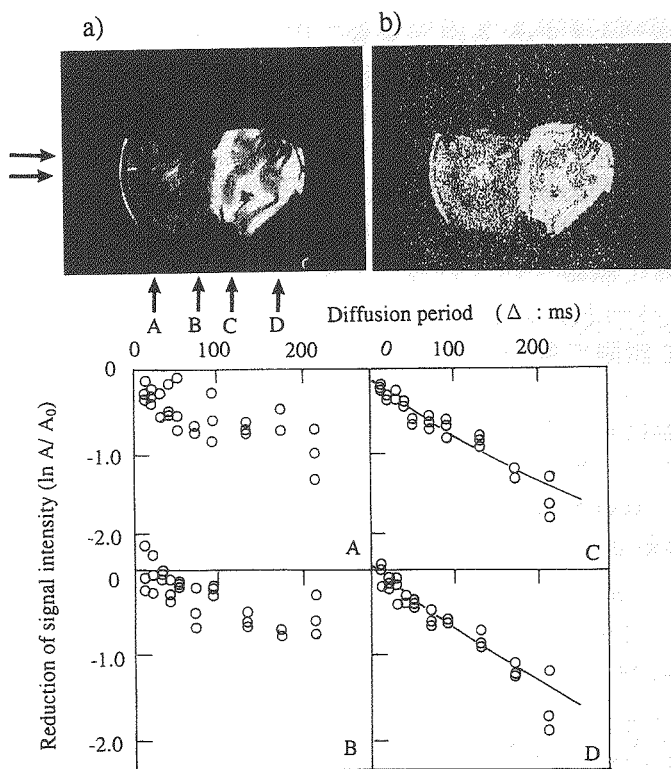 a)
b)
A
B
C
D
Diffusion period (Δ : ms)
0 100 200
0 100 200
Reduction of signal intensity (ln A/ A₀)
0
-1.0
-2.0
A
C
0
-1.0
-2.0
B
D